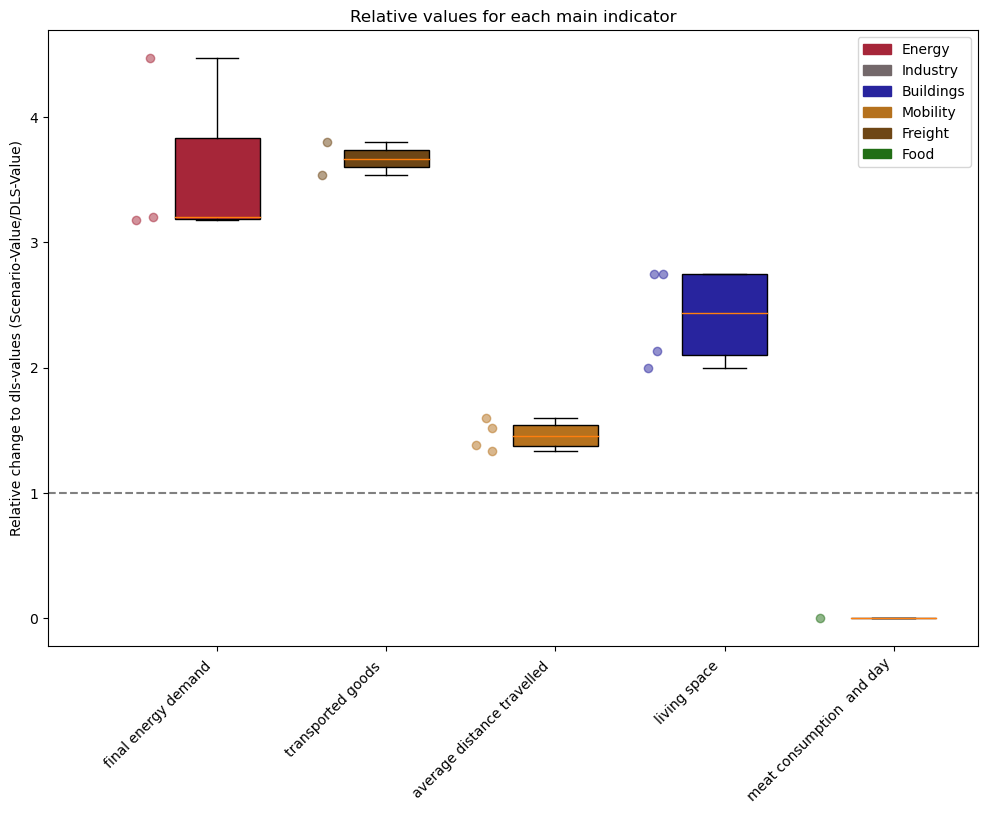 Relative values for each main indicator
Relative change to dls-values (Scenario-Value/DLS-Value)
4
3
2
1
0
Energy
Industry
Buildings
Mobility
Freight
Food
final energy demand
transported goods
average distance travelled
living space
meat consumption  and day